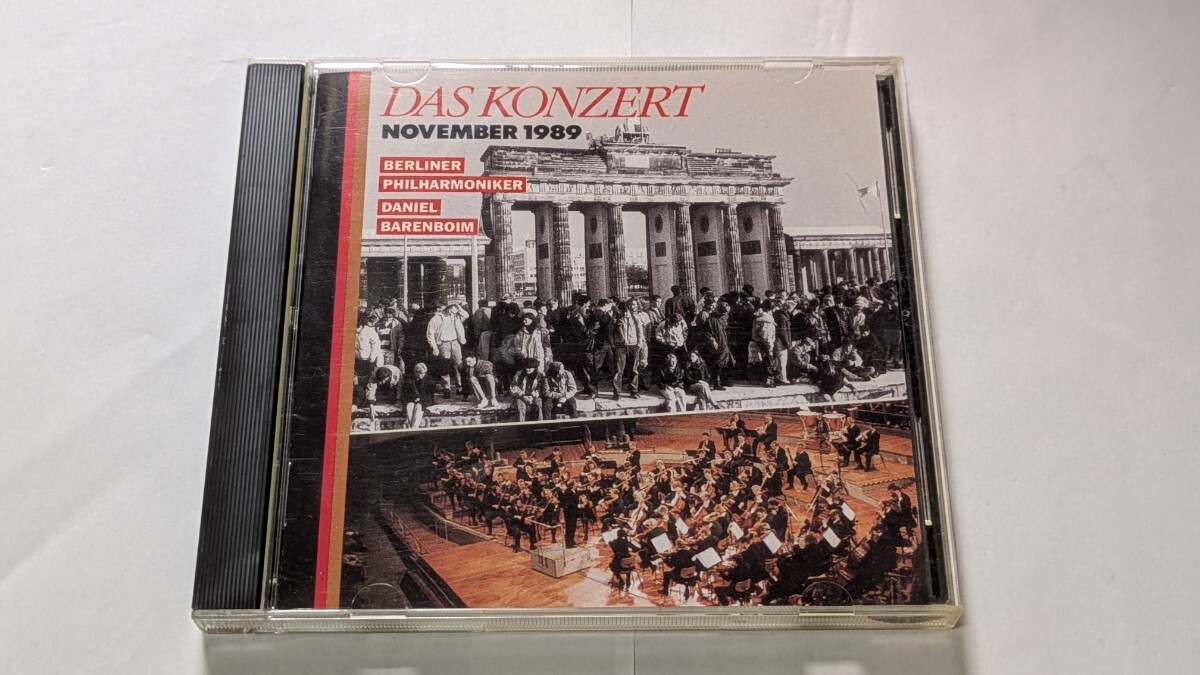 DAS KONZERT
NOVEMBER 1989
BERLINER
PHILHARMONIKER
DANIEL
BARENBOIM